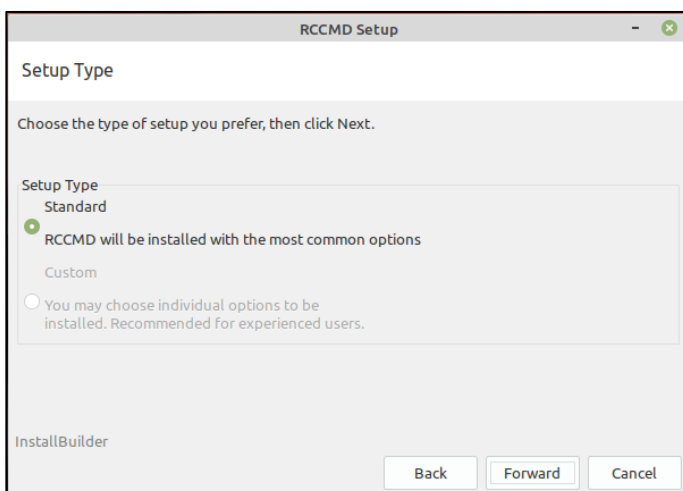 RCCMD Setup
Setup Type
Choose the type of setup you prefer, then click Next.
Setup Type
Standard
RCCMD will be installed with the most common options
Custom
You may choose individual options to be
installed. Recommended for experienced users.
InstallBuilder
Back Forward Cancel